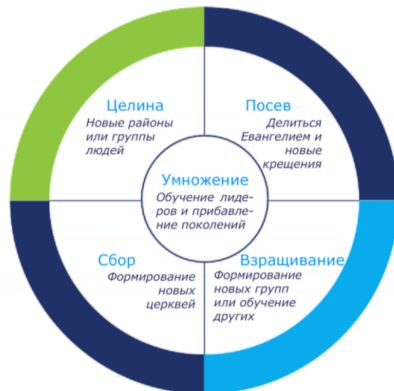 Целина
Новые районы
или группы
людей
Посев
Делиться
Евангелием и
новые
крещения
Умножение
Обучение лиде-
ров и прибавле-
ние поколений
Сбор
Формирование
новых
церквей
Взращивание
Формирование
новых групп
или обучение
других